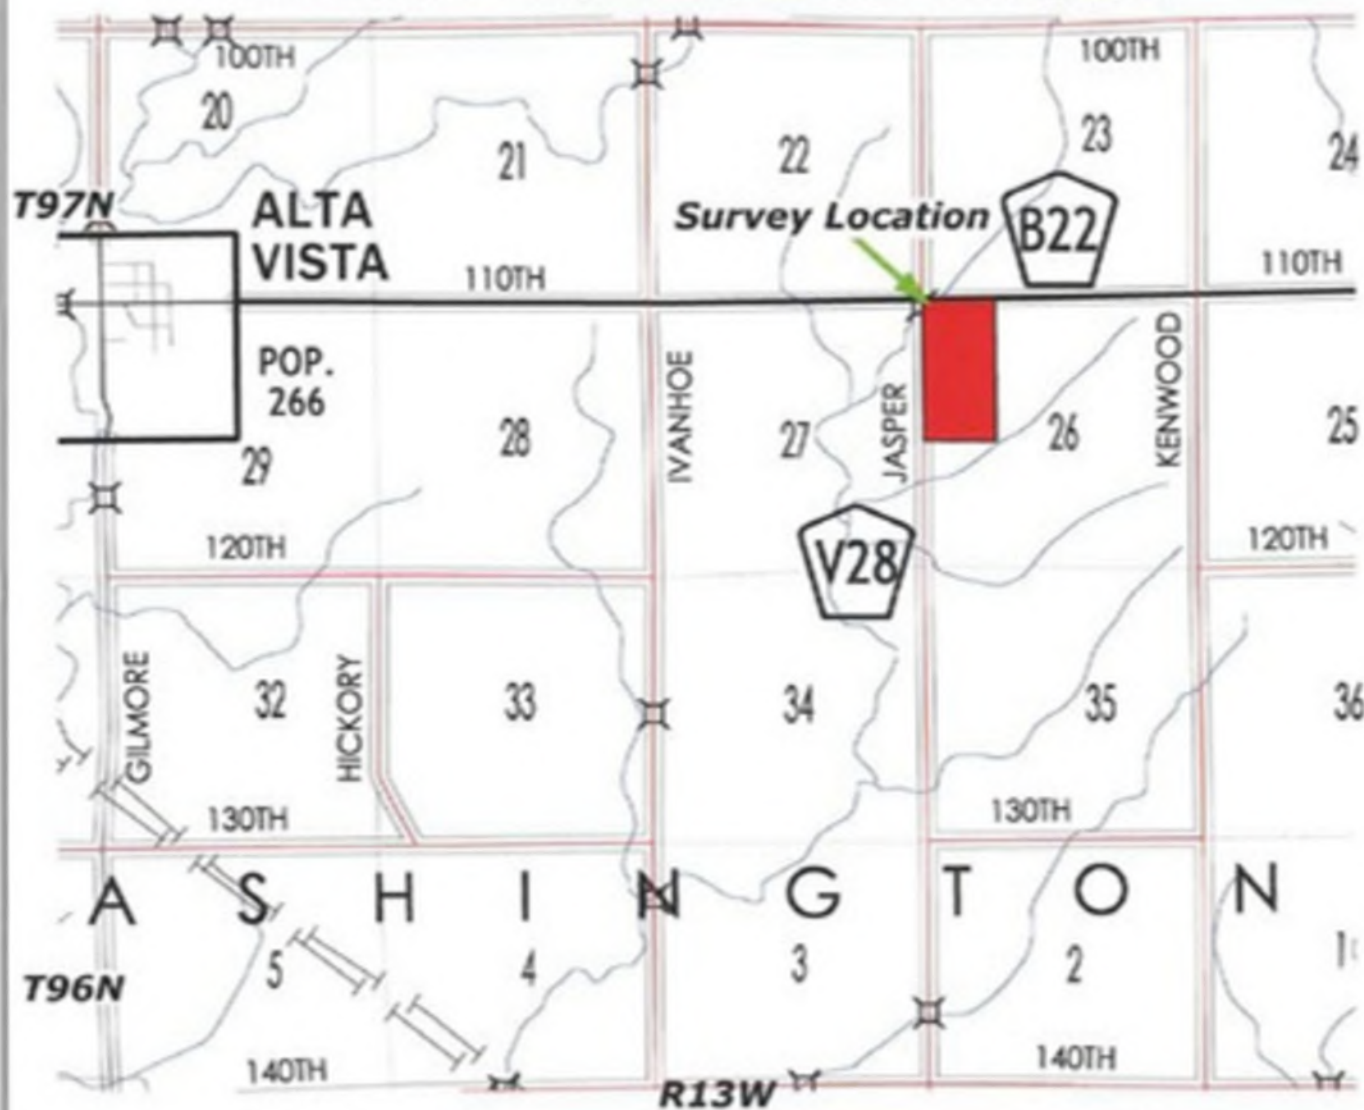 100TH
100TH
20
21
22
23
24
T97N
ALTA
VISTA
Survey Location
B22
110TH
110TH
POP.
266
IVANHOE
JASPER
KENWOOD
29
28
27
26
25
120TH
120TH
V28
GILMORE
HICKORY
32
33
34
35
36
130TH
130TH
A S H I N G T O N
T96N
5
4
3
2
1
140TH
140TH
R13W